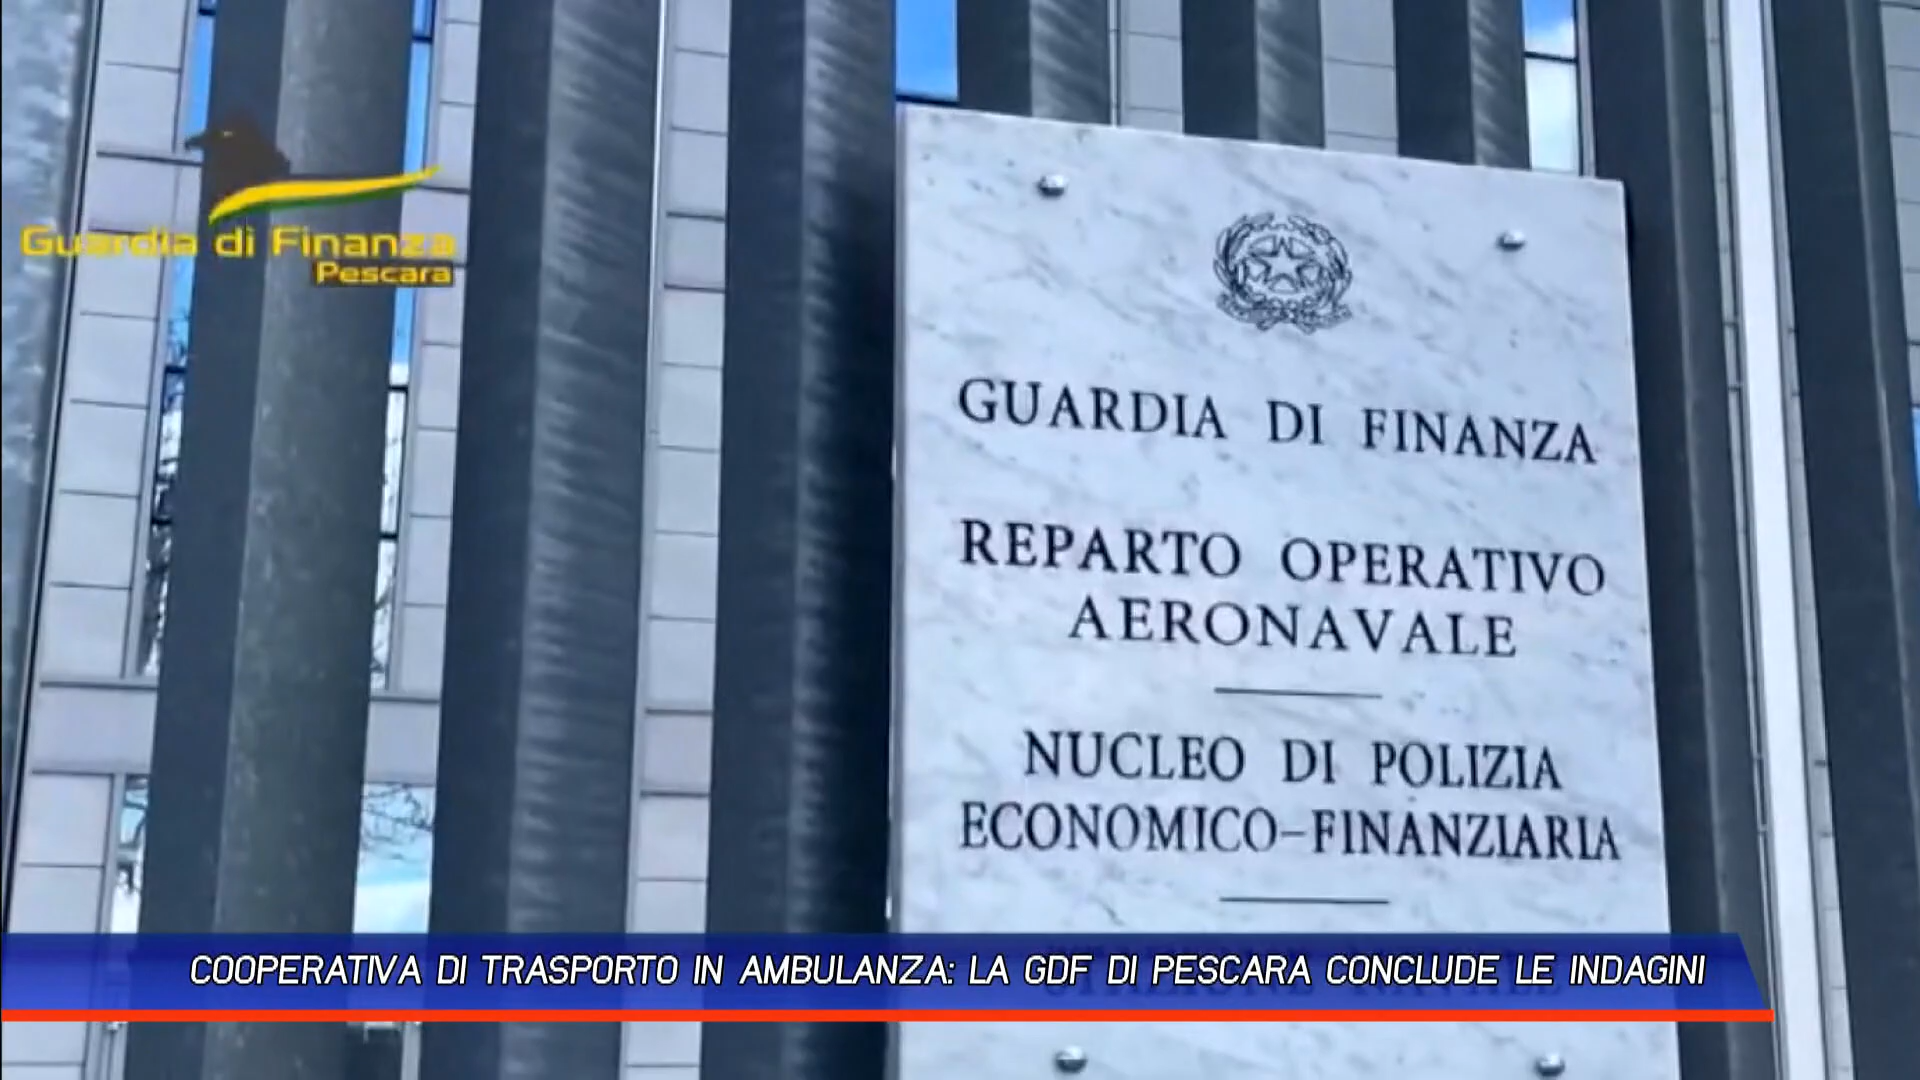 Guardia di Finanza
Pescara
GUARDIA DI FINANZA
REPARTO OPERATIVO
AERONAVALE
NUCLEO DI POLIZIA
ECONOMICO-FINANZIARIA
COOPERATIVA DI TRASPORTO IN AMBULANZA: LA GDF DI PESCARA CONCLUDE LE INDAGINI